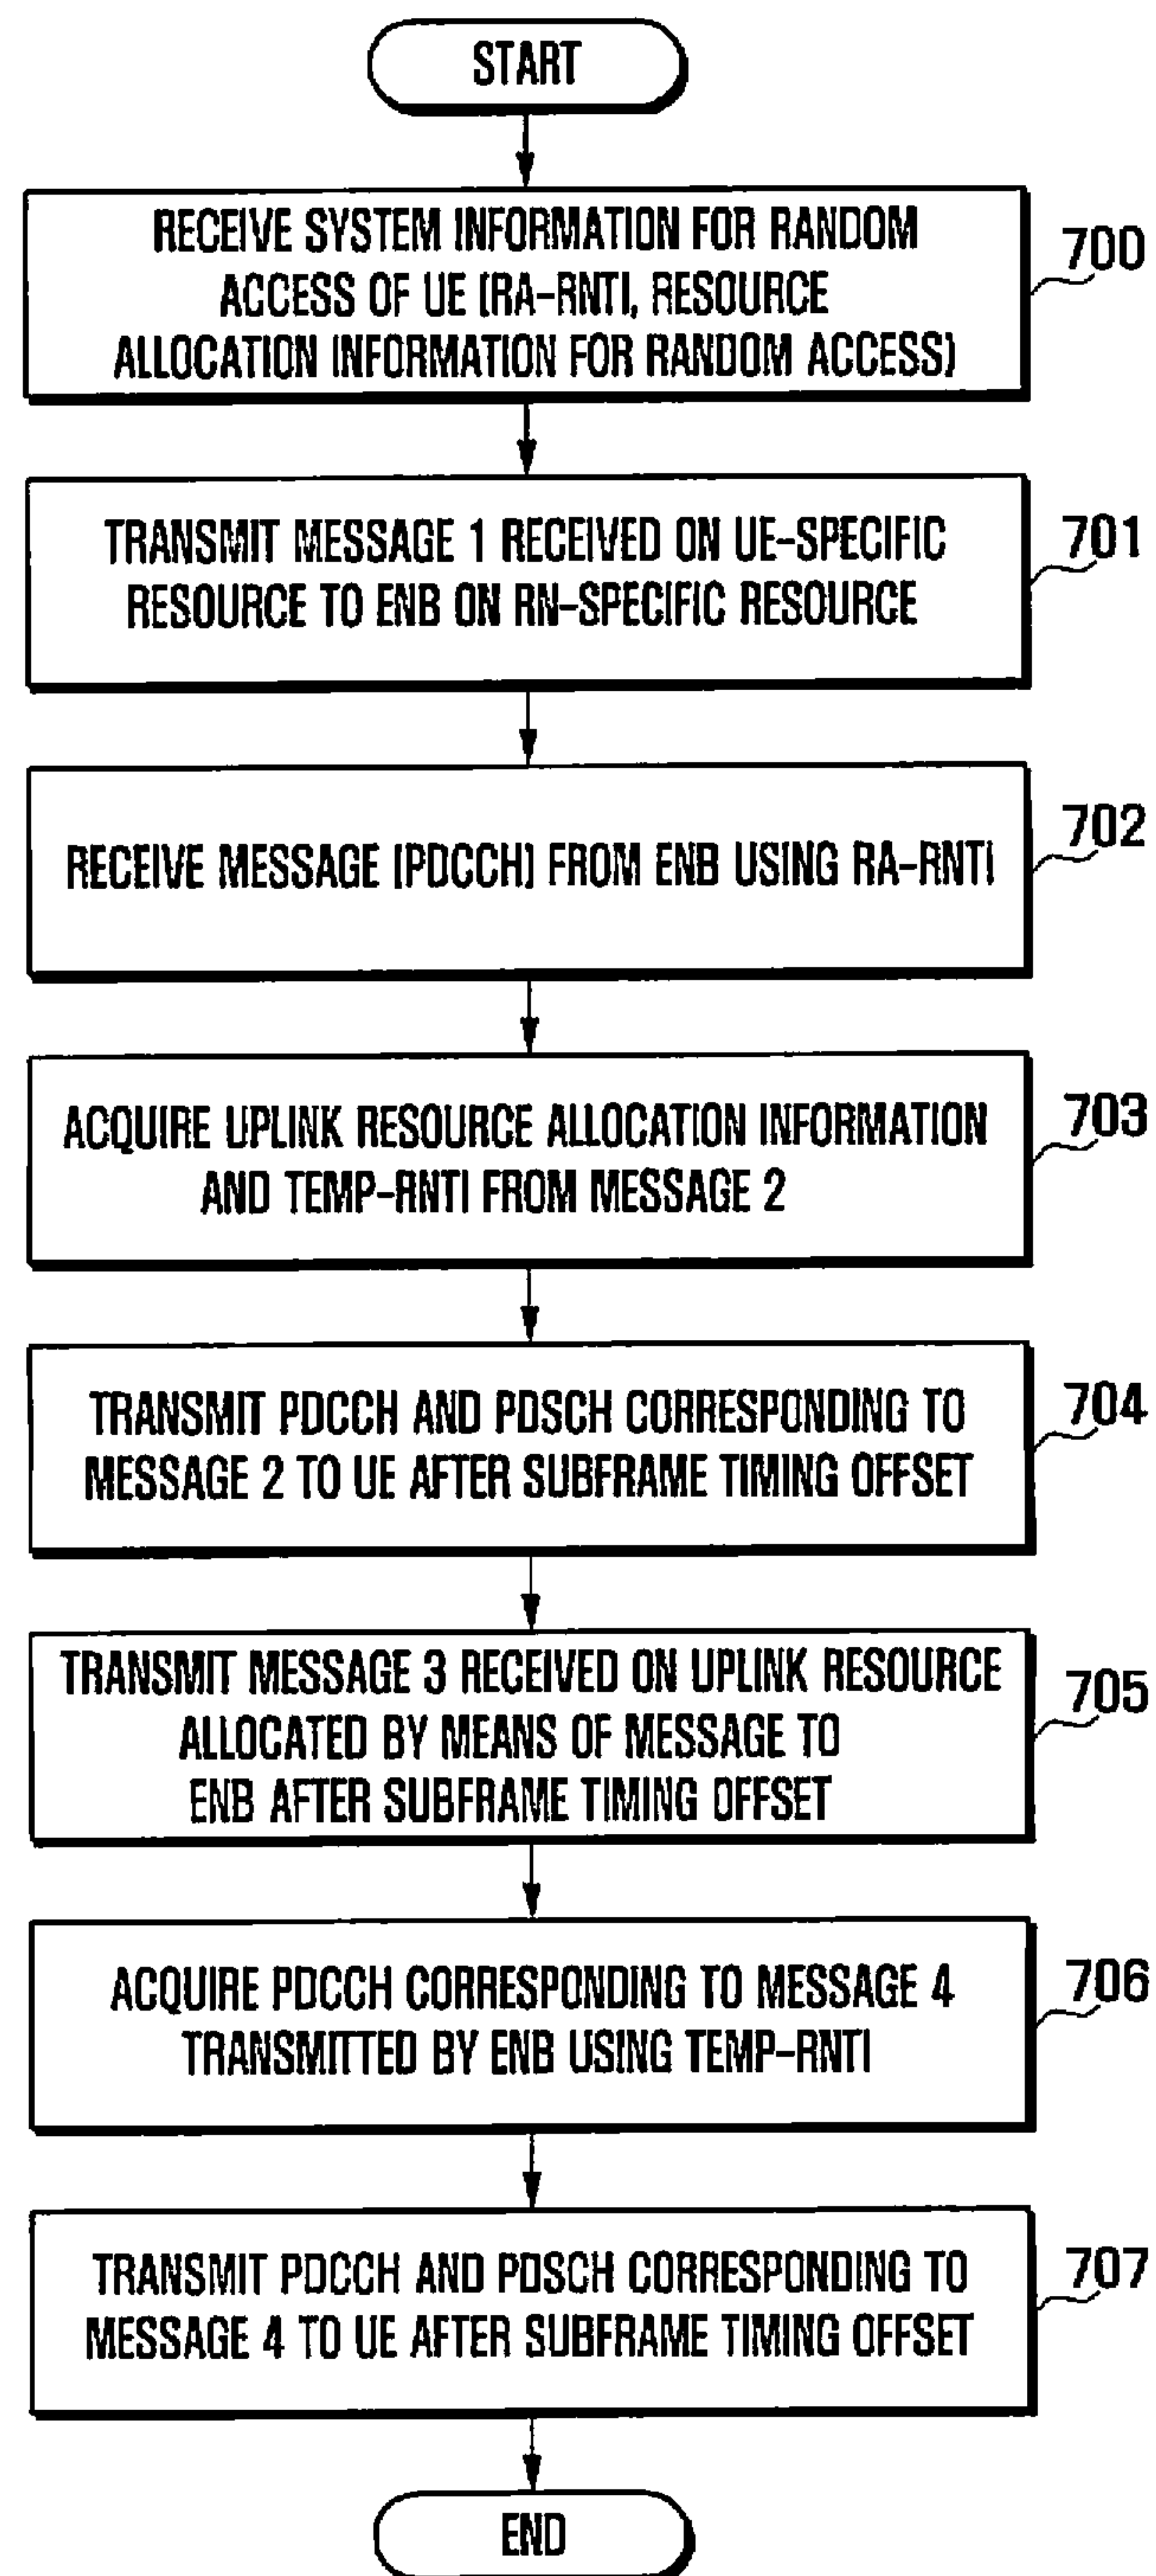 START
RECEIVE SYSTEM INFORMATION FOR RANDOM
ACCESS OF UE (RA-RNTI, RESOURCE
ALLOCATION INFORMATION FOR RANDOM ACCESS)
700
TRANSMIT MESSAGE 1 RECEIVED ON UE-SPECIFIC
RESOURCE TO ENB ON RN-SPECIFIC RESOURCE
701
RECEIVE MESSAGE (PDCCH) FROM ENB USING RA-RNTI
702
ACQUIRE UPLINK RESOURCE ALLOCATION INFORMATION
AND TEMP-RNTI FROM MESSAGE 2
703
TRANSMIT PDCCH AND PDSCH CORRESPONDING TO
MESSAGE 2 TO UE AFTER SUBFRAME TIMING OFFSET
704
TRANSMIT MESSAGE 3 RECEIVED ON UPLINK RESOURCE
ALLOCATED BY MEANS OF MESSAGE TO
ENB AFTER SUBFRAME TIMING OFFSET
705
ACQUIRE PDCCH CORRESPONDING TO MESSAGE 4
TRANSMITTED BY ENB USING TEMP-RNTI
706
TRANSMIT PDCCH AND PDSCH CORRESPONDING TO
MESSAGE 4 TO UE AFTER SUBFRAME TIMING OFFSET
707
END